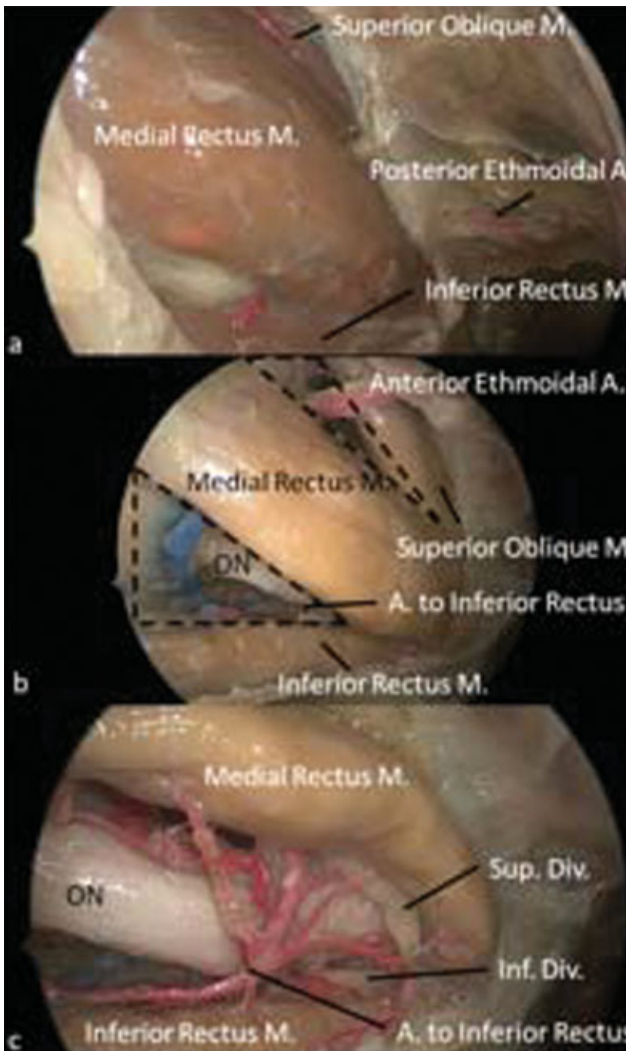 Superior Oblique M.
Medial Rectus M.
Posterior Ethmoidal A
Inferior Rectus M
a
Anterior Ethmoidal A.
Medial Rectus M.
Superior Oblique M
ON
A. to Inferior Rectus
b
Inferior Rectus M.
Medial Rectus M.
Sup. Div.
ON
Inf. Div.
Inferior Rectus M.
A. to Inferior Rectus
c